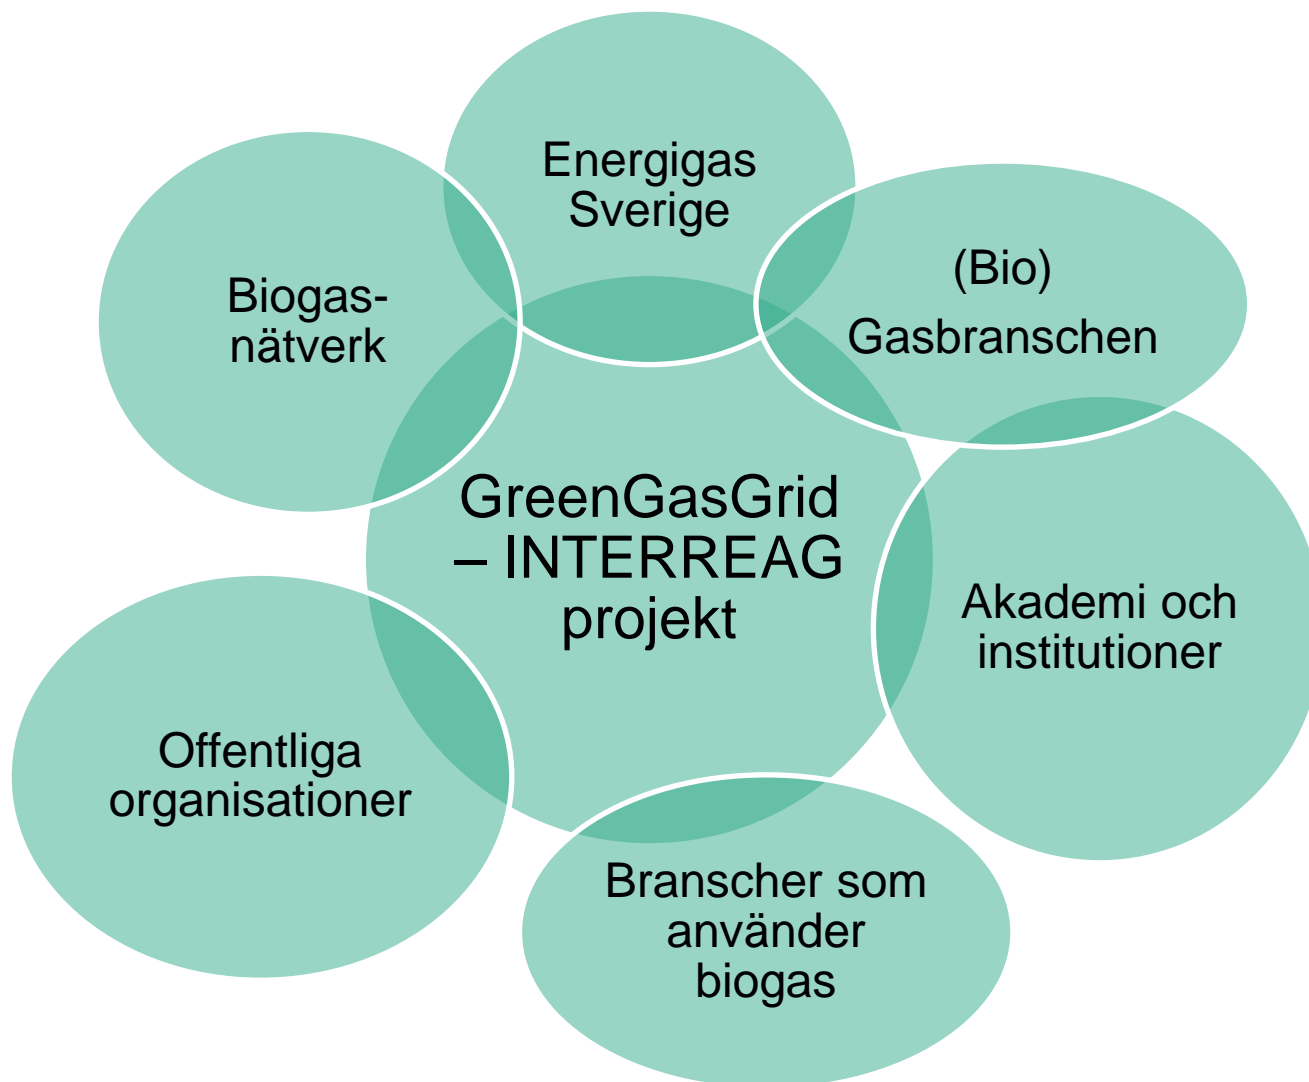 Energigas
Sverige
(Bio)
Gasbranschen
Biogas-
nätverk
GreenGasGrid
– INTERREAG
projekt
Akademi och
institutioner
Offentliga
organisationer
Branscher som
använder
biogas